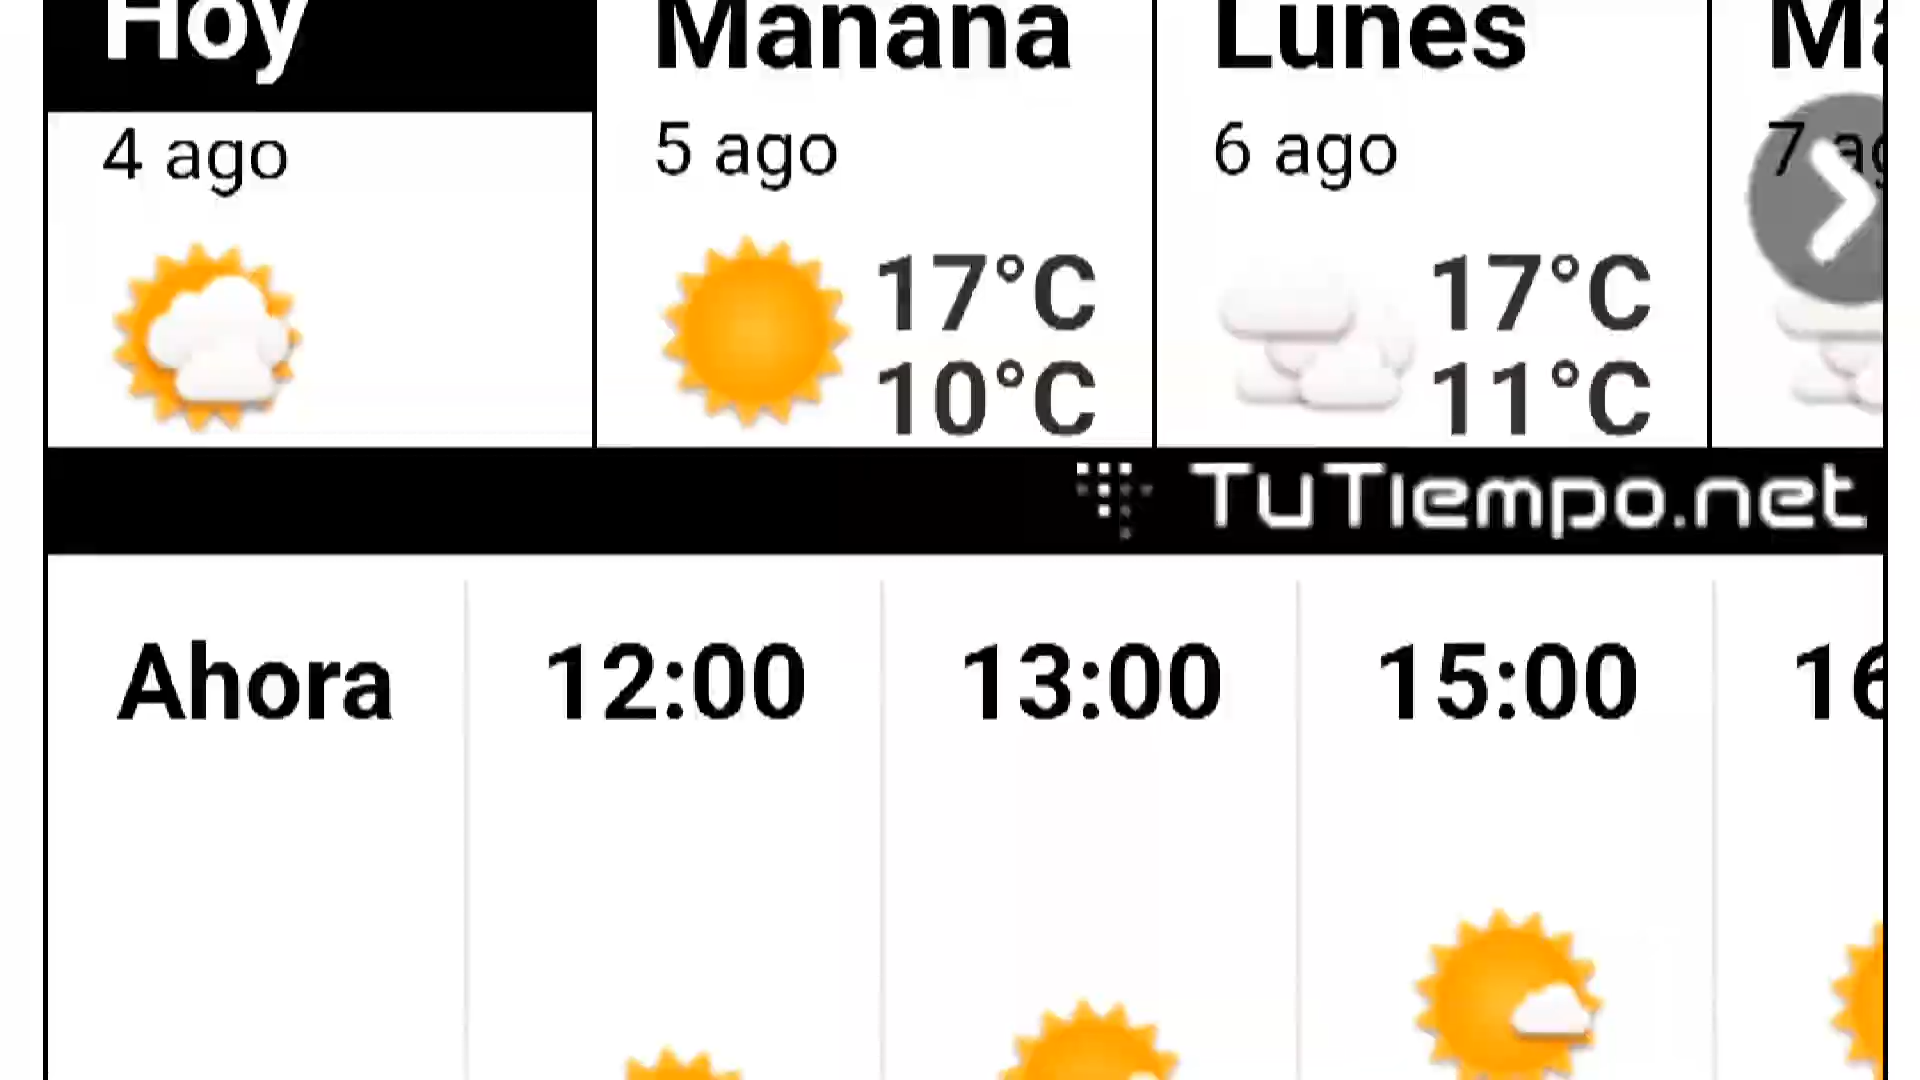 Hoy
Mañana
Lunes
4 ago
5 ago
6 ago
17°C
10°C
17°C
11°C
TuTiempo.net
Ahora
12:00
13:00
15:00